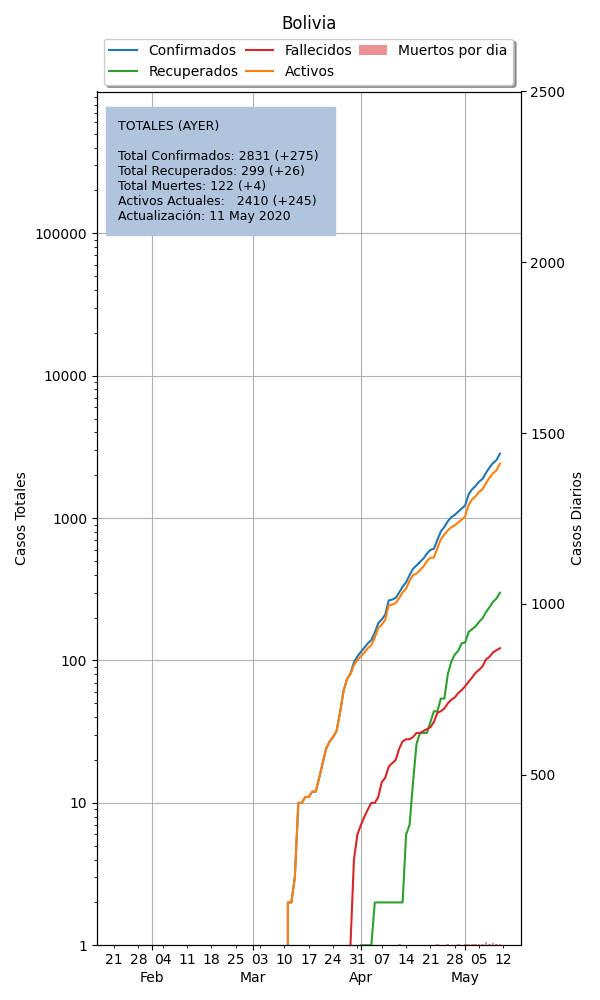 Bolivia
Confirmados Fallecidos Muertos por dia
Recuperados Activos
TOTALES (AYER)
Total Confirmados: 2831 (+275)
Total Recuperados: 299 (+26)
Total Muertes: 122 (+4)
Activos Actuales: 2410 (+245)
Actualización: 11 May 2020
2500
100000
2000
10000
1500
1000
1000
100
500
10
1
Casos Totales
Casos Diarios
21 28 04 11 18 25 03 10 17 24 31 07 14 21 28 05 12
Feb Mar Apr May